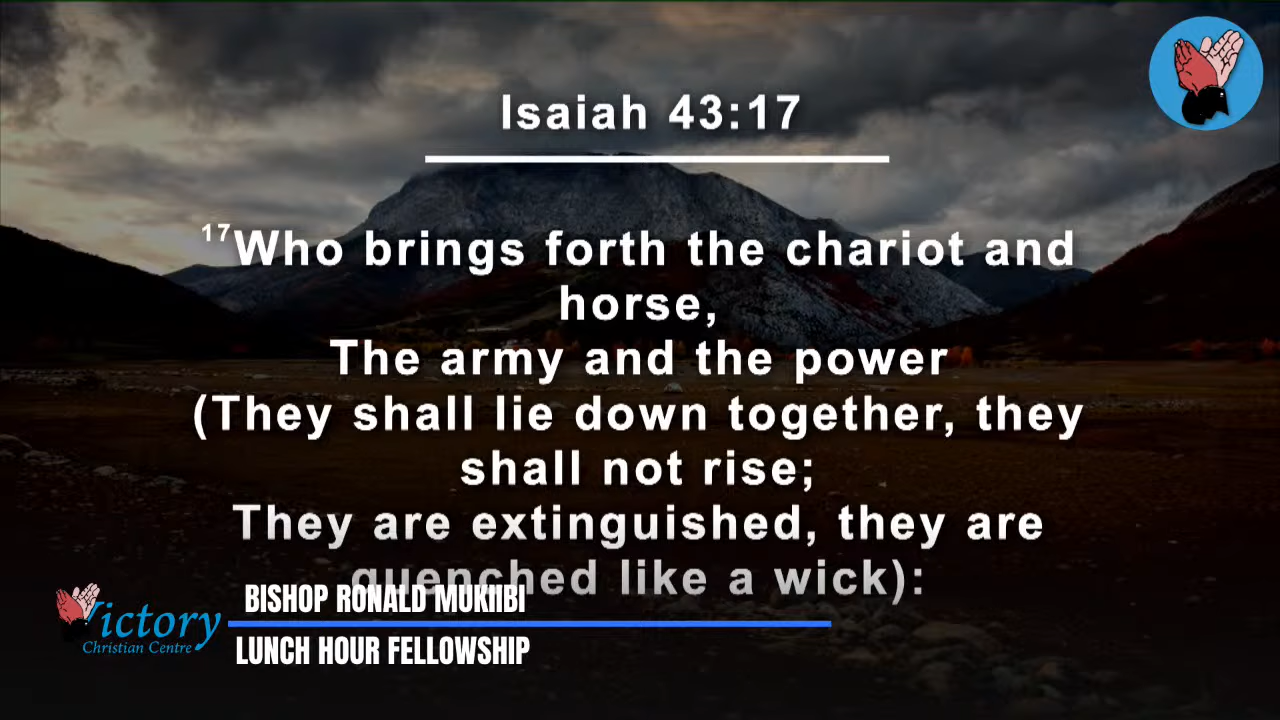 Isaiah 43:17
17Who brings forth the chariot and
horse,
The army and the power
(They shall lie down together, they
shall not rise;
They are extinguished, they are
quenched like a wick):
BISHOP RONALD MUKIIBI
Victory
Christian Centre
LUNCH HOUR FELLOWSHIP